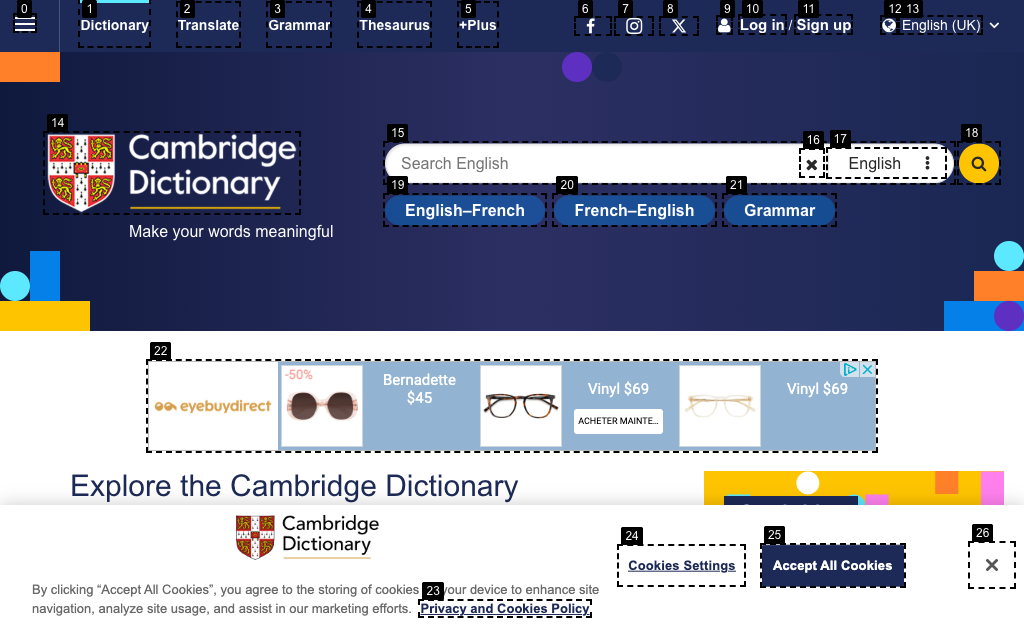 0
1
2
3
4
5
6
7
8
9
10
11
12
13
Dictionary
Translate
Grammar
Thesaurus
+Plus
Log in / Sign up
English (UK)
14
Cambridge
Dictionary
Make your words meaningful
15
16
17
18
Search English
English
19
20
21
English–French
French–English
Grammar
22
eyebuydirect
-50%
Bernadette
$45
Vinyl $69
ACHETER MAINTE...
Vinyl $69
Explore the Cambridge Dictionary
Cambridge
Dictionary
23
By clicking “Accept All Cookies”, you agree to the storing of cookies your device to enhance site
navigation, analyze site usage, and assist in our marketing efforts. Privacy and Cookies Policy
24
Cookies Settings
25
Accept All Cookies
26